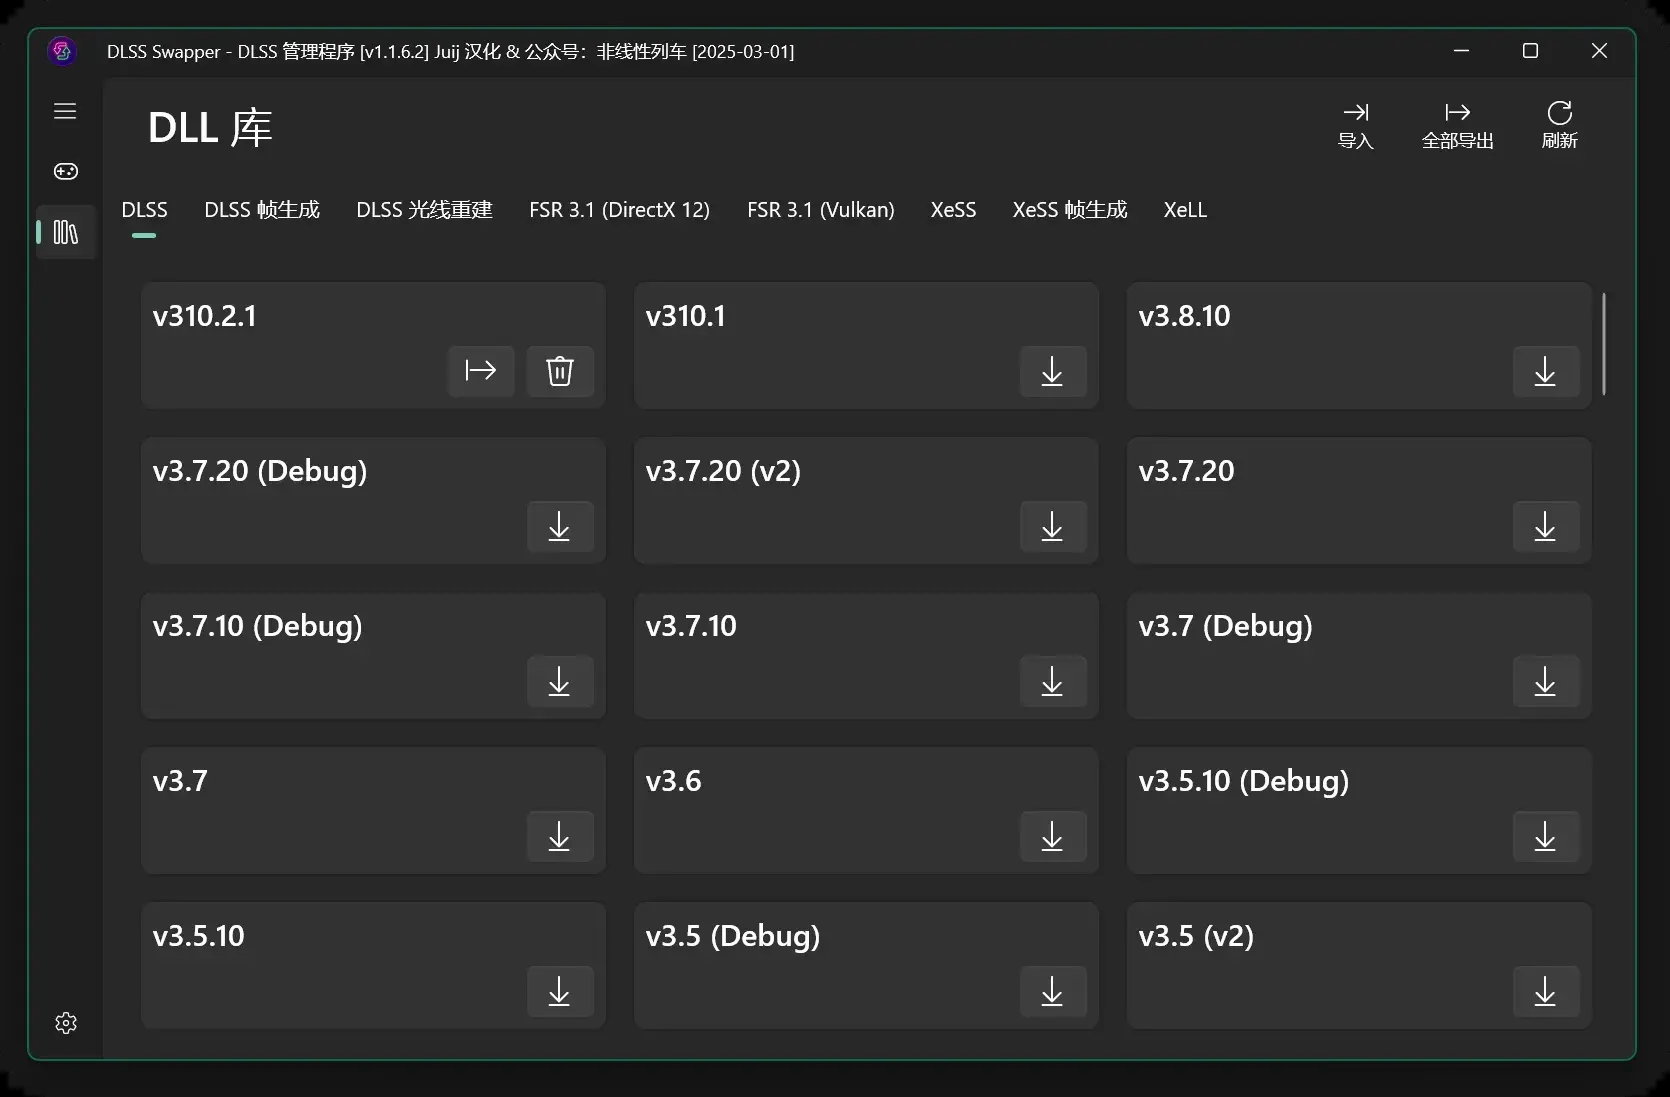 DLSS Swapper - DLSS 管理程序 [v1.1.6.2] Juij 汉化 & 公众号：非线性列车 [2025-03-01]
DLL 库
导入
全部导出
刷新
DLSS
DLSS 帧生成
DLSS 光线重建
FSR 3.1 (DirectX 12)
FSR 3.1 (Vulkan)
XeSS
XeSS 帧生成
XeLL
v310.2.1
v310.1
v3.8.10
v3.7.20 (Debug)
v3.7.20 (v2)
v3.7.20
v3.7.10 (Debug)
v3.7.10
v3.7 (Debug)
v3.7
v3.6
v3.5.10 (Debug)
v3.5.10
v3.5 (Debug)
v3.5 (v2)